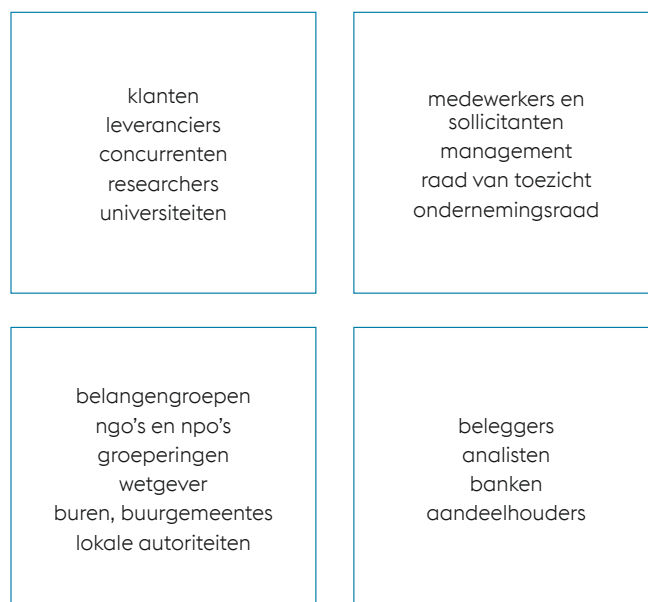 klanten
leveranciers
concurrenten
researchers
universiteiten
medewerkers en
sollicitanten
management
raad van toezicht
ondernemingsraad
belangengroepen
ngo’s en npo’s
groeperingen
wetgever
buren, buurgemeentes
lokale autoriteiten
beleggers
analisten
banken
aandeelhouders